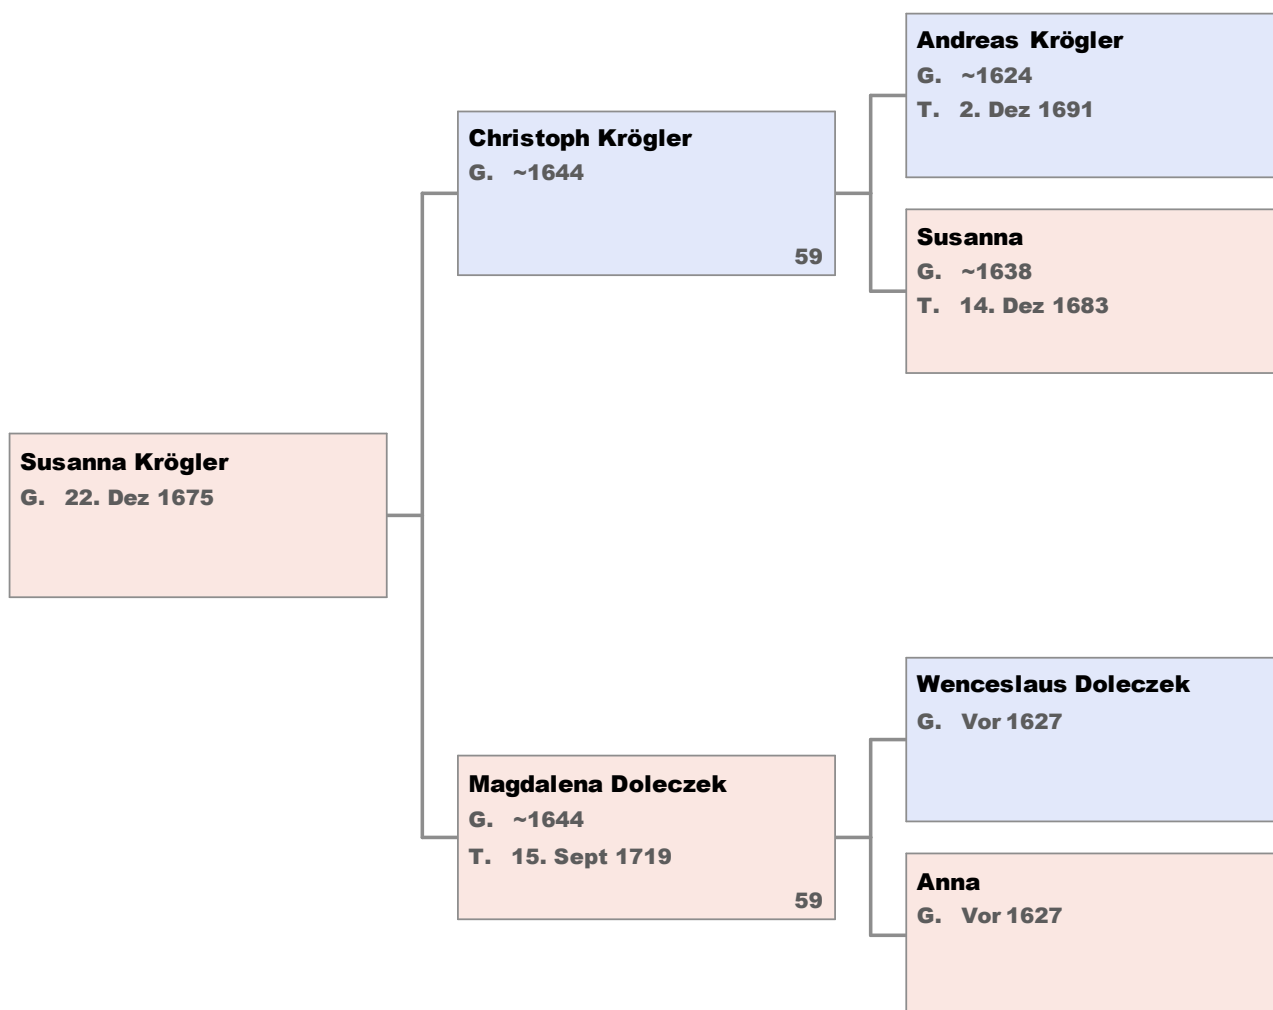 Andreas Krögler
G. ~1624
T. 2. Dez 1691
Christoph Krögler
G. ~1644
59
Susanna
G. ~1638
T. 14. Dez 1683
Susanna Krögler
G. 22. Dez 1675
Wenceslaus Doleczek
G. Vor 1627
Magdalena Doleczek
G. ~1644
T. 15. Sept 1719
59
Anna
G. Vor 1627